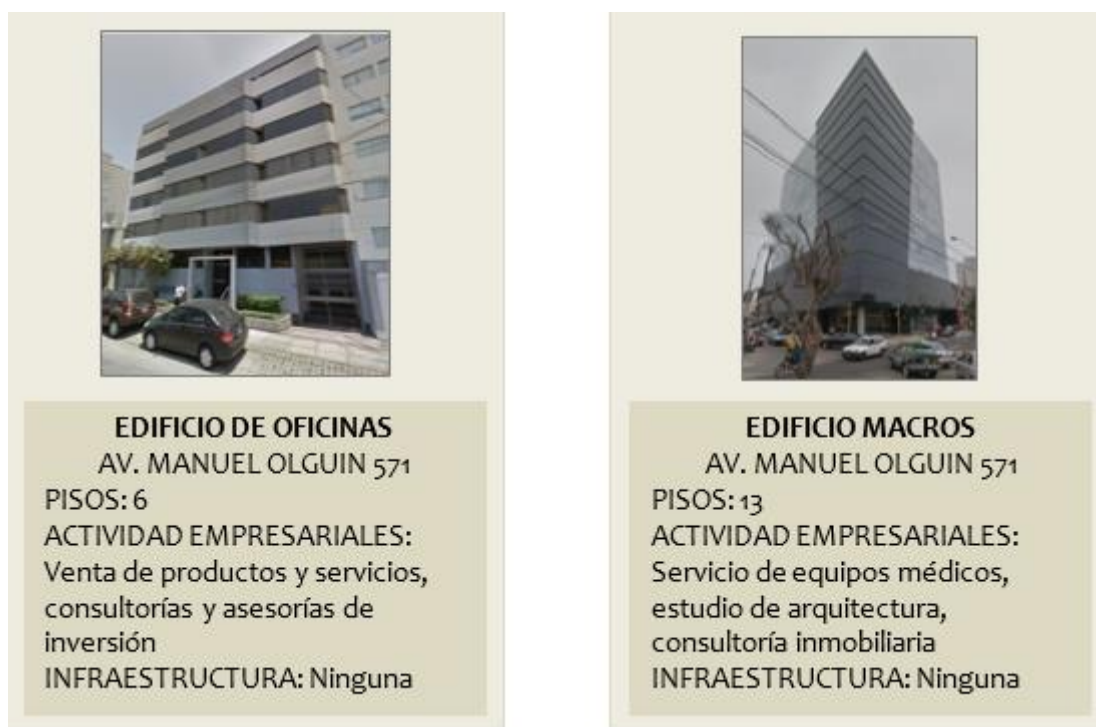 EDIFICIO DE OFICINAS
AV. MANUEL OLGUIN 571
PISOS: 6
ACTIVIDAD EMPRESARIALES:
Venta de productos y servicios,
consultorías y asesorías de
inversión
INFRAESTRUCTURA: Ninguna
EDIFICIO MACROS
AV. MANUEL OLGUIN 571
PISOS: 13
ACTIVIDAD EMPRESARIALES:
Servicio de equipos médicos,
estudio de arquitectura,
consultoría inmobiliaria
INFRAESTRUCTURA: Ninguna